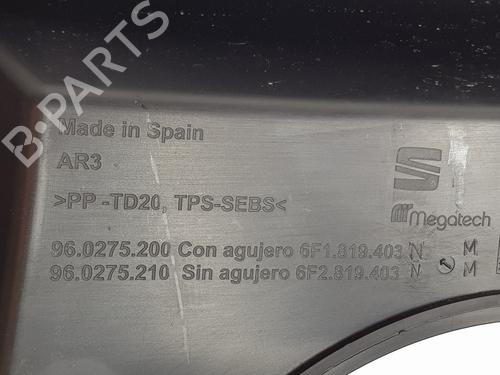 B-PARTS
Made in Spain
AR3
>PP -TD20, TPS-SEBS<
Megatech
96.0275.200 Con agujero 6F1.819.403 N M
96.0275.210 Sin agujero 6F2.819.403 N M